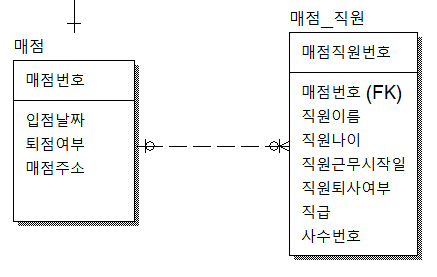 매점
매점번호
입점날짜
퇴점여부
매점주소
매점_직원
매점직원번호
매점번호 (FK)
직원이름
직원나이
직원근무시작일
직원퇴사여부
직급
사수번호